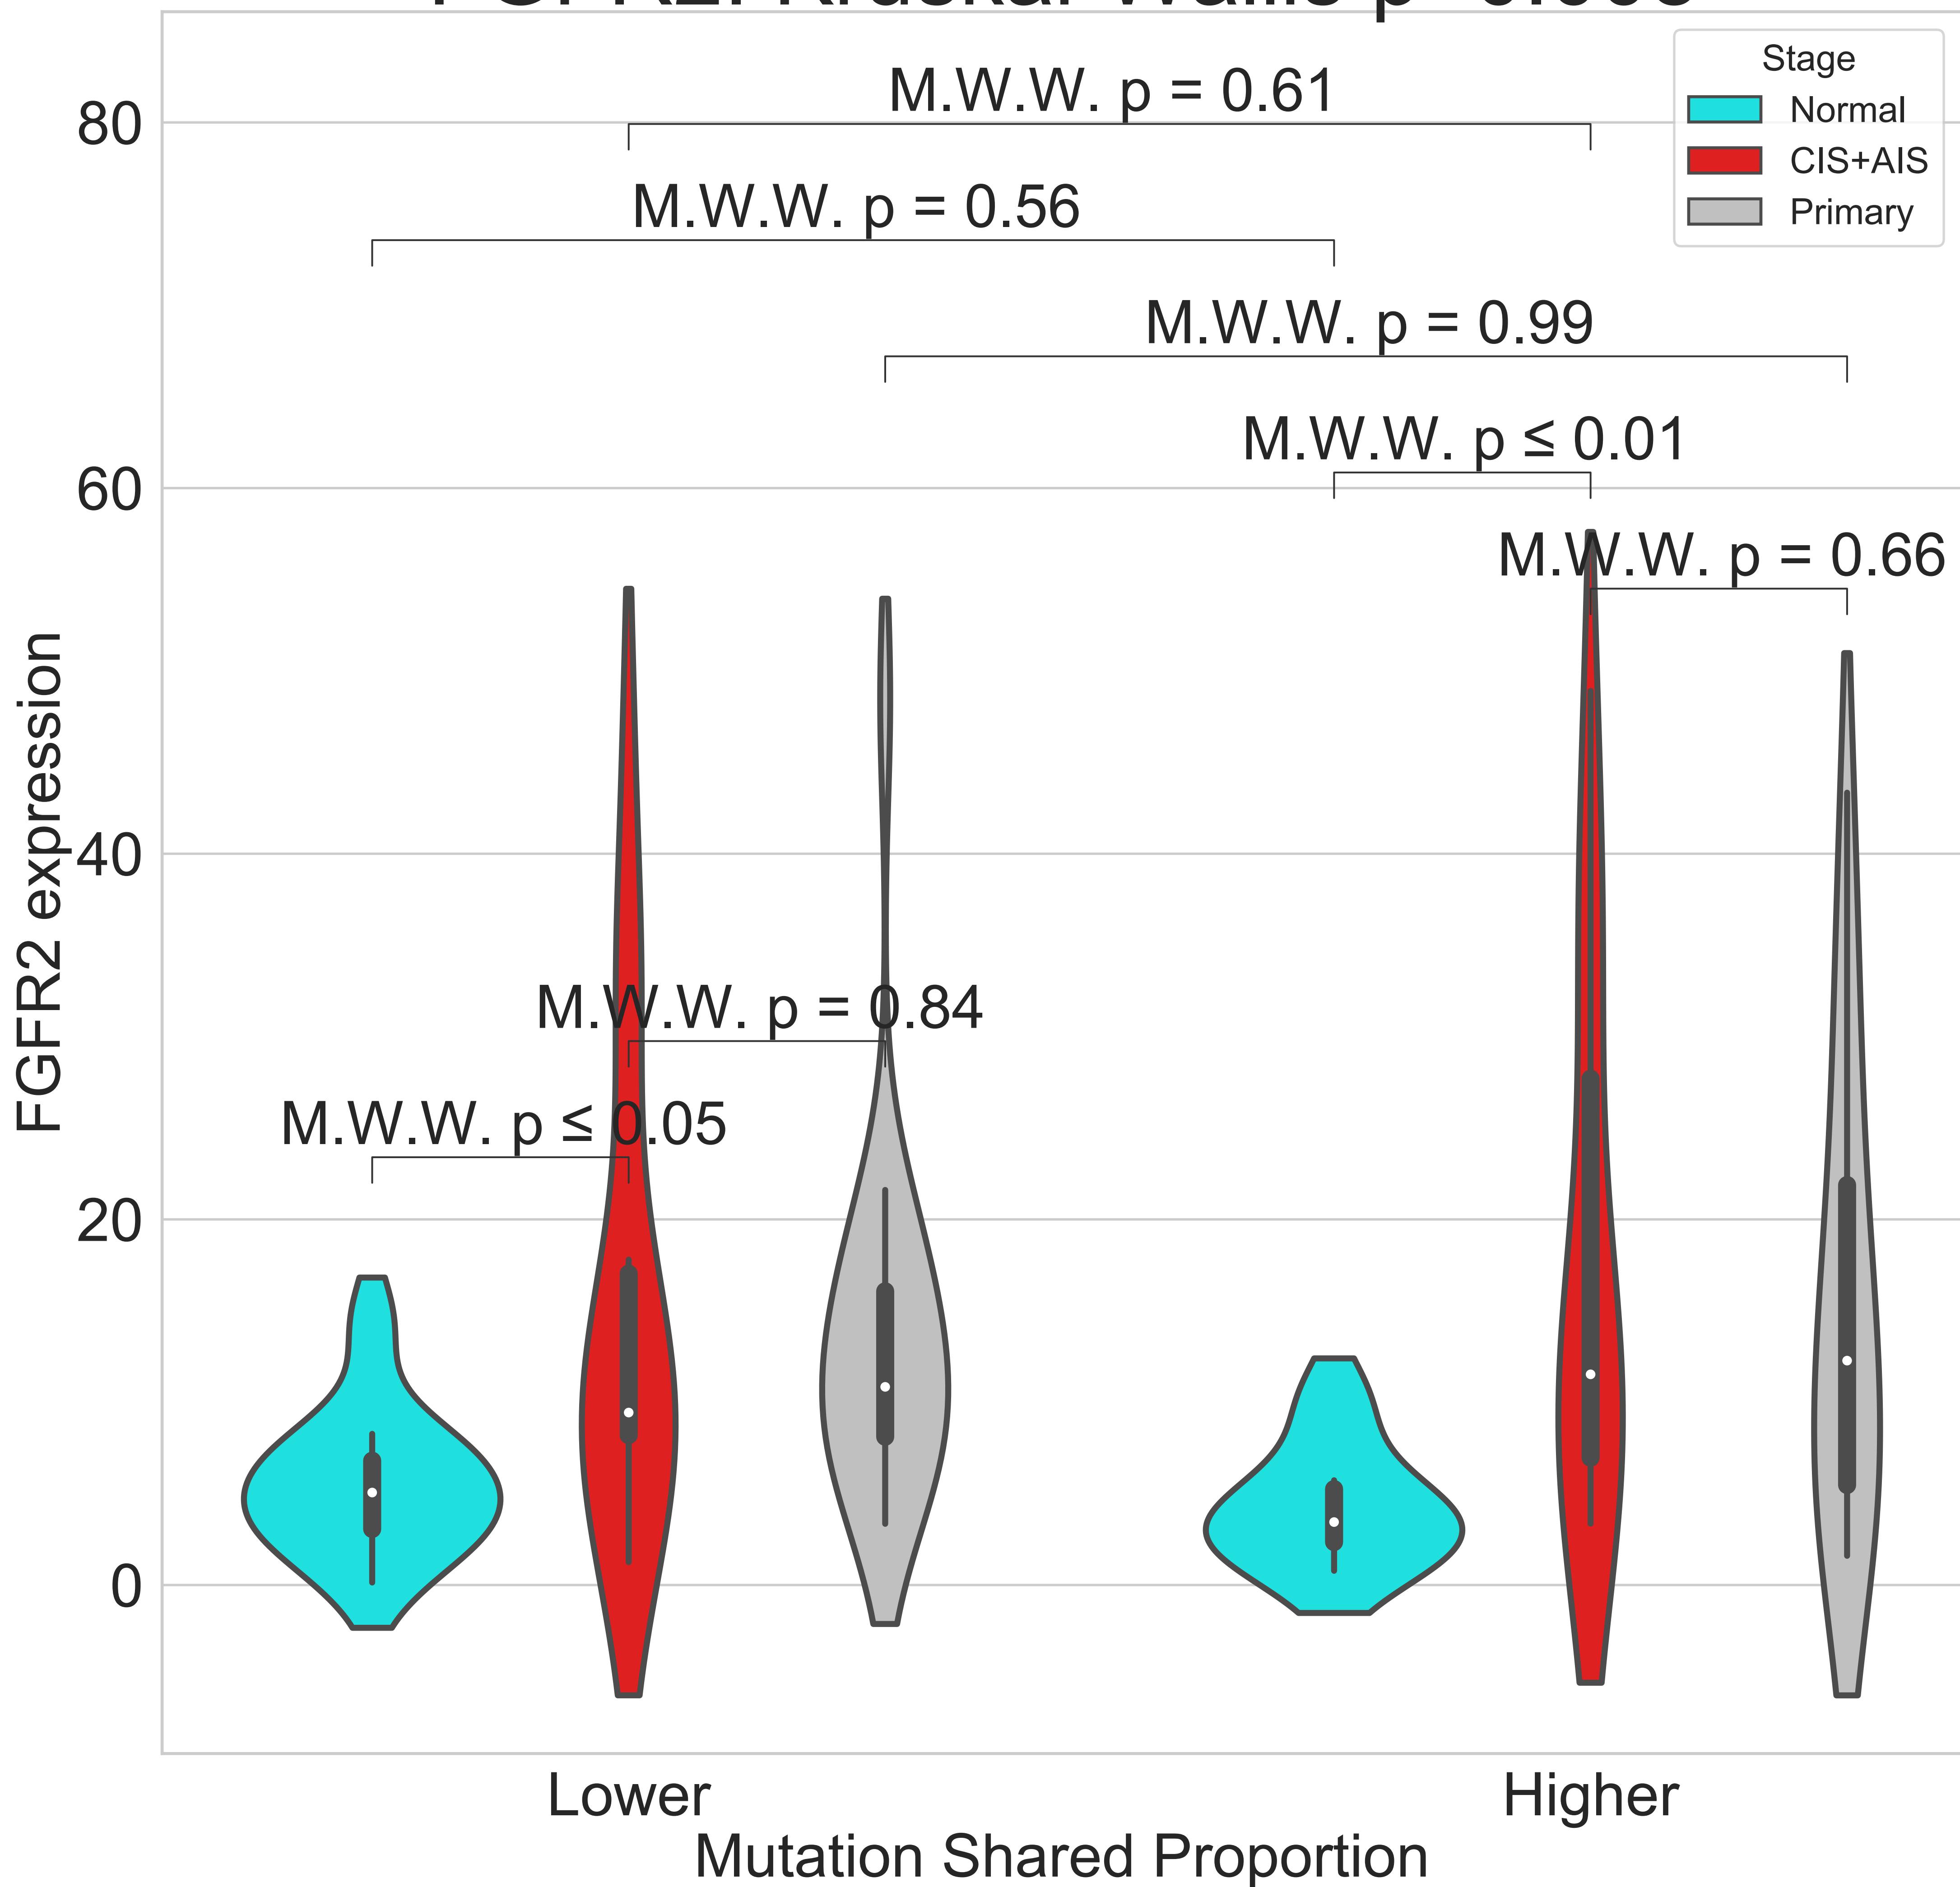 Stage
Normal
CIS+AIS
Primary
M.W.W. p = 0.61
M.W.W. p = 0.56
M.W.W. p = 0.99
M.W.W. p ≤ 0.01
M.W.W. p = 0.66
M.W.W. p = 0.84
M.W.W. p ≤ 0.05
80
60
40
20
0
FGFR2 expression
Lower
Higher
Mutation Shared Proportion